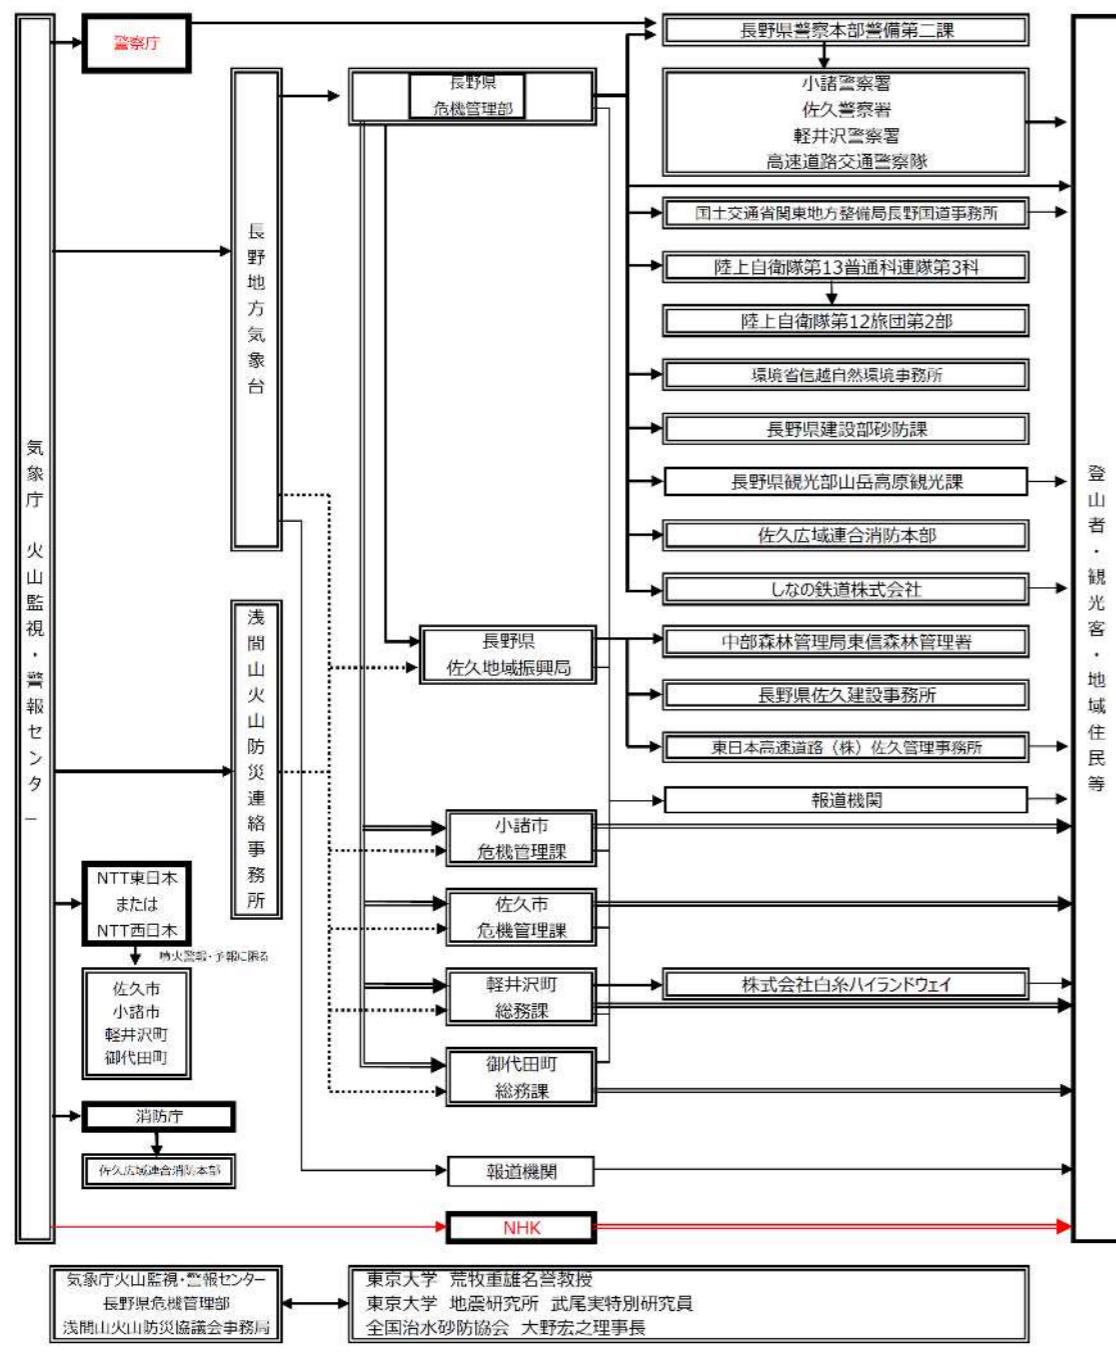 気象庁 火山監視・警報センター
警察庁
長野地方気象台
浅間山火山防災連絡事務所
NTT東日本
または
NTT西日本
噴火警報・予報に限る
佐久市
小諸市
軽井沢町
御代田町
消防庁
佐久広域連合消防本部
長野県
危機管理部
長野県
佐久地域振興局
小諸市
危機管理課
佐久市
危機管理課
軽井沢町
総務課
御代田町
総務課
報道機関
NHK
長野県警察本部警備第二課
小諸警察署
佐久警察署
軽井沢警察署
高速道路交通警察隊
国土交通省関東地方整備局長野国道事務所
陸上自衛隊第13普通科連隊第3科
陸上自衛隊第12旅団第2部
環境省信越自然環境事務所
長野県建設部砂防課
長野県観光部山岳高原観光課
佐久広域連合消防本部
しなの鉄道株式会社
中部森林管理局東信森林管理署
長野県佐久建設事務所
東日本高速道路（株）佐久管理事務所
報道機関
株式会社白糸ハイランドウェイ
登山者・観光客・地域住民等
気象庁火山監視・警報センター
長野県危機管理部
浅間山火山防災協議会事務局
東京大学 荒牧重雄名誉教授
東京大学 地震研究所 武尾実特別研究員
全国治水砂防協会 大野宏之理事長